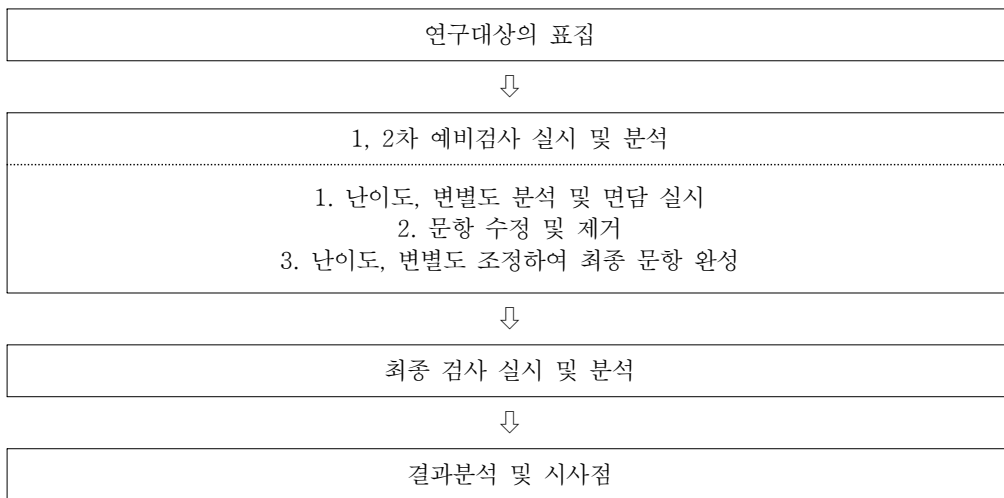 연구대상의 표집
⇩
1, 2차 예비검사 실시 및 분석
1. 난이도, 변별도 분석 및 면담 실시
2. 문항 수정 및 제거
3. 난이도, 변별도 조정하여 최종 문항 완성
⇩
최종 검사 실시 및 분석
⇩
결과분석 및 시사점